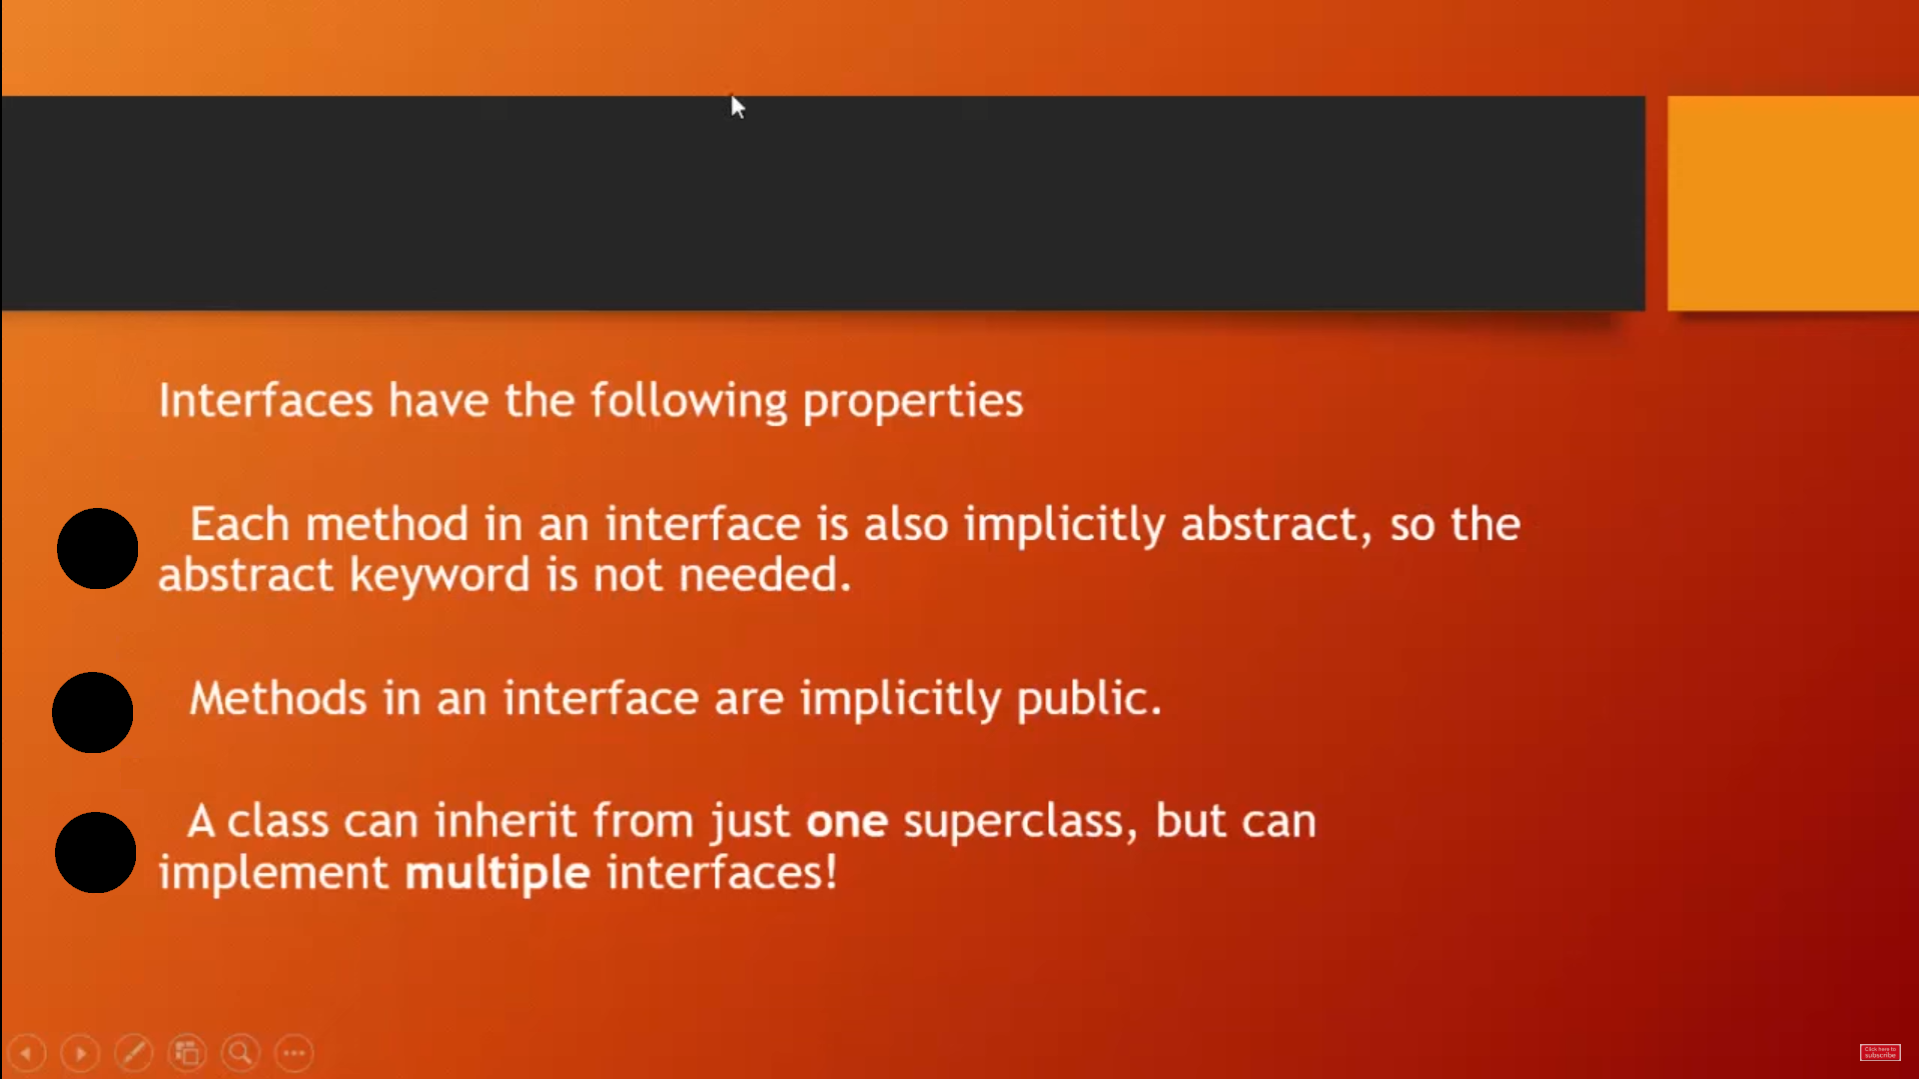 Interfaces have the following properties
Each method in an interface is also implicitly abstract, so the
abstract keyword is not needed.
Methods in an interface are implicitly public.
A class can inherit from just one superclass, but can
implement multiple interfaces!
Click here to
subscribe